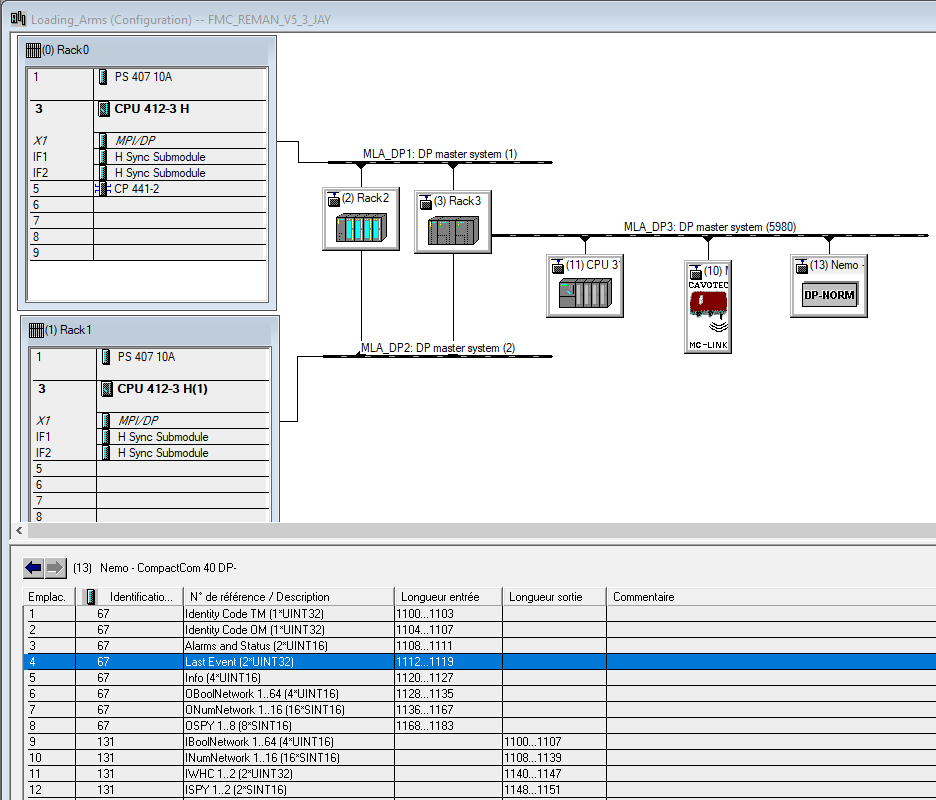 Loading_Arms (Configuration) -- FMC_REMAN_V5_3_JAY
(0) Rack0
1 PS 407 10A
3 CPU 412-3 H
X1 MPI/DP
IF1 H Sync Submodule
IF2 H Sync Submodule
5 CP 441-2
6
7
8
9
(1) Rack1
1 PS 407 10A
3 CPU 412-3 H(1)
X1 MPI/DP
IF1 H Sync Submodule
IF2 H Sync Submodule
5
6
7
8
MLA_DP1: DP master system (1)
(2) Rack2
(3) Rack3
MLA_DP3: DP master system (5980)
(11) CPU 3
(10)
CAVOTEC
MC-LINK
(13) Nemo -
DP-NORM
MLA_DP2: DP master system (2)
(13) Nemo - CompactCom 40 DP-
Emplac. Identificatio... N° de référence / Description Longueur entrée Longueur sortie Commentaire
1 67 Identity Code TM (1*UINT32) 1100...1103
2 67 Identity Code OM (1*UINT32) 1104...1107
3 67 Alarms and Status (2*UINT16) 1108...1111
4 67 Last Event (2*UINT32) 1112...1119
5 67 Info (4*UINT16) 1120...1127
6 67 OBoolNetwork 1..64 (4*UINT16) 1128...1135
7 67 ONumNetwork 1..16 (16*SINT16) 1136...1167
8 67 OSPY 1..8 (8*SINT16) 1168...1183
9 131 IBoolNetwork 1..64 (4*UINT16) 1100...1107
10 131 INumNetwork 1..16 (16*SINT16) 1108...1139
11 131 IWHC 1..2 (2*UINT32) 1140...1147
12 131 ISPY 1..2 (2*SINT16) 1148...1151